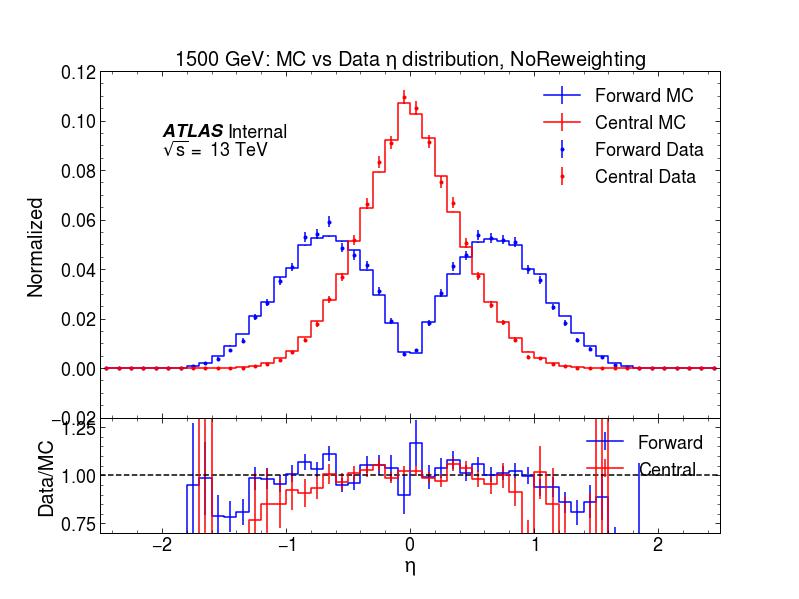 1500 GeV: MC vs Data η distribution, NoReweighting
0.12
0.10
0.08
0.06
0.04
0.02
0.00
−0.02
Normalized
ATLAS Internal
√s = 13 TeV
Forward MC
Central MC
Forward Data
Central Data
1.25
1.00
0.75
Data/MC
Forward
Central
−2
−1
0
1
2
η